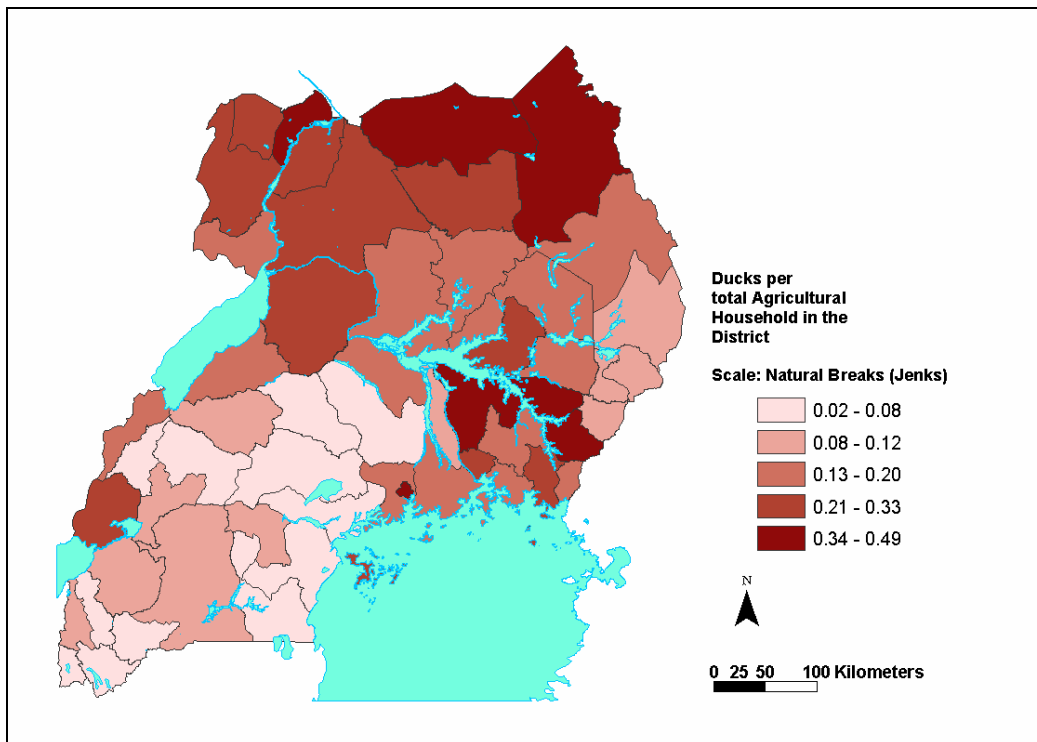 Ducks per
total Agricultural
Household in the
District
Scale: Natural Breaks (Jenks)
0.02 - 0.08
0.08 - 0.12
0.13 - 0.20
0.21 - 0.33
0.34 - 0.49
N
0 25 50 100 Kilometers